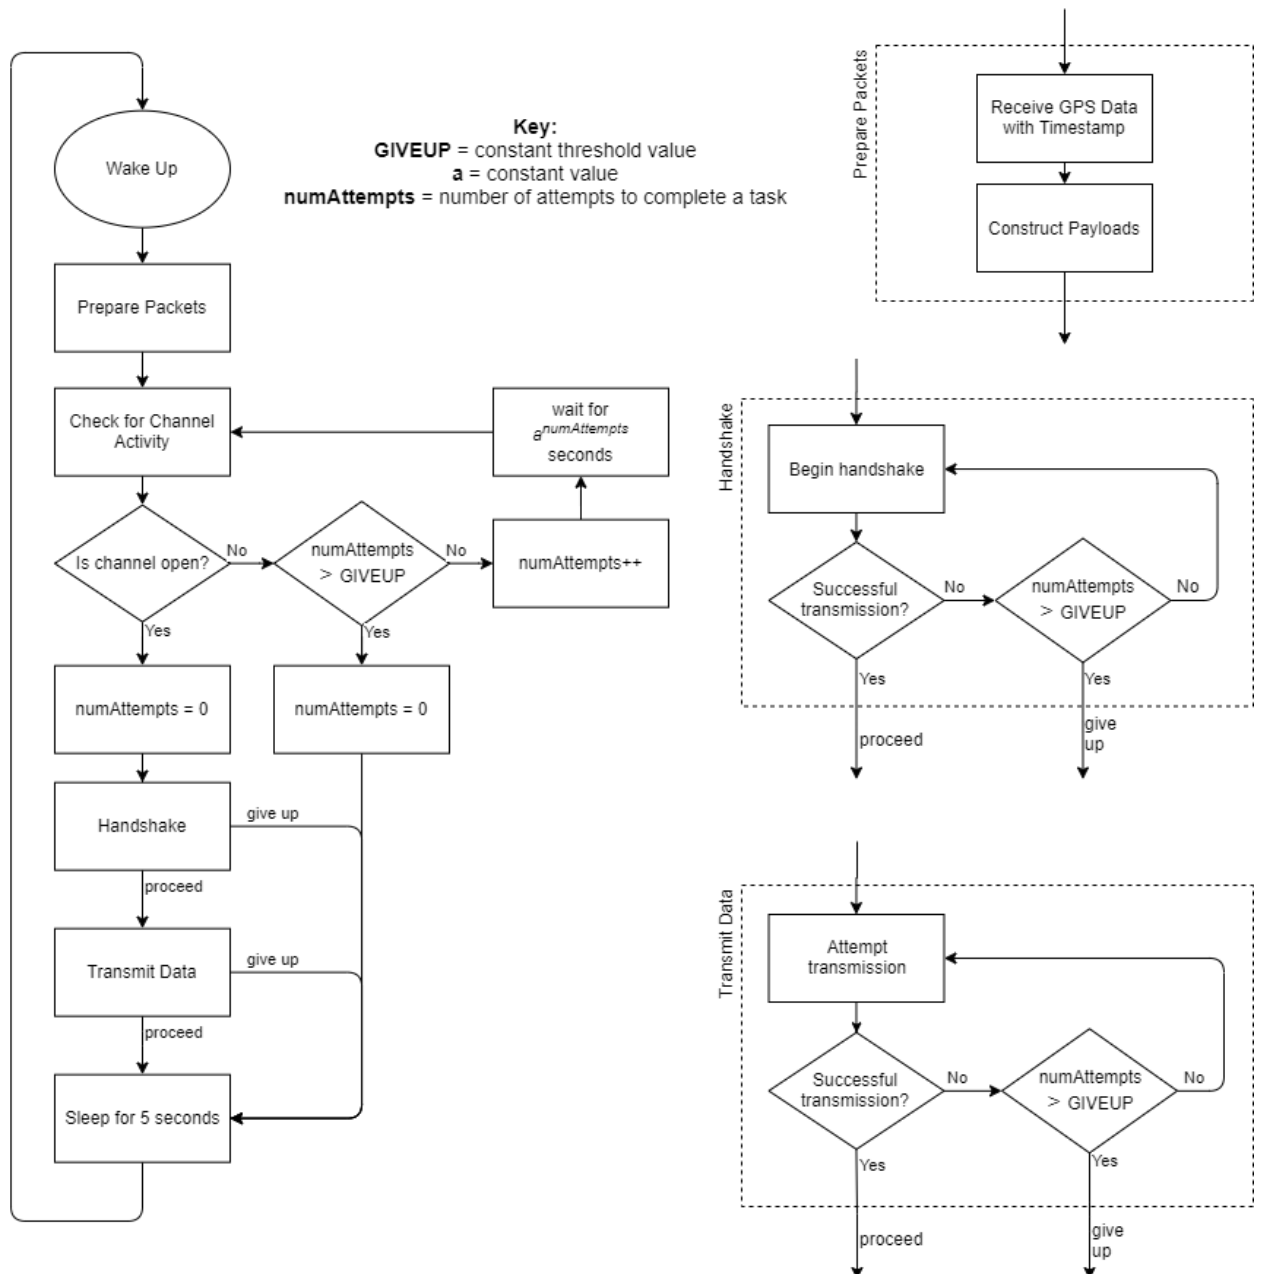 Key:
GIVEUP = constant threshold value
a = constant value
numAttempts = number of attempts to complete a task
Wake Up
Prepare Packets
Check for Channel
Activity
wait for
a^numAttempts
seconds
Is channel open?
No
numAttempts
> GIVEUP
No
numAttempts++
Yes
Yes
numAttempts = 0
numAttempts = 0
Handshake
give up
proceed
Transmit Data
give up
proceed
Sleep for 5 seconds
Prepare Packets
Receive GPS Data
with Timestamp
Construct Payloads
Handshake
Begin handshake
Successful
transmission?
No
numAttempts
> GIVEUP
No
Yes
Yes
proceed
give
up
Transmit Data
Attempt
transmission
Successful
transmission?
No
numAttempts
> GIVEUP
No
Yes
Yes
proceed
give
up